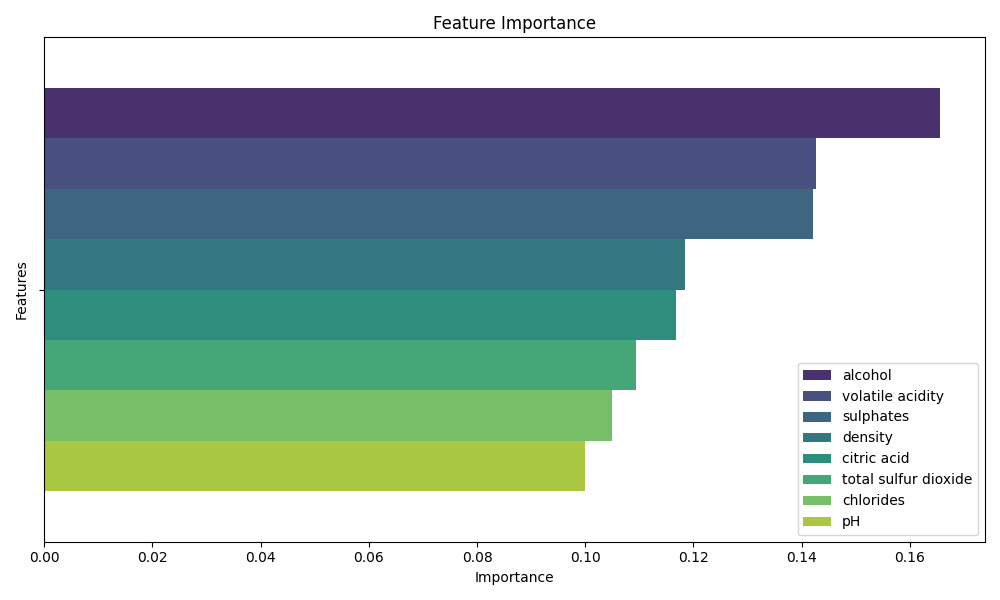 Feature Importance
Features
alcohol
volatile acidity
sulphates
density
citric acid
total sulfur dioxide
chlorides
pH
0.00 0.02 0.04 0.06 0.08 0.10 0.12 0.14 0.16
Importance